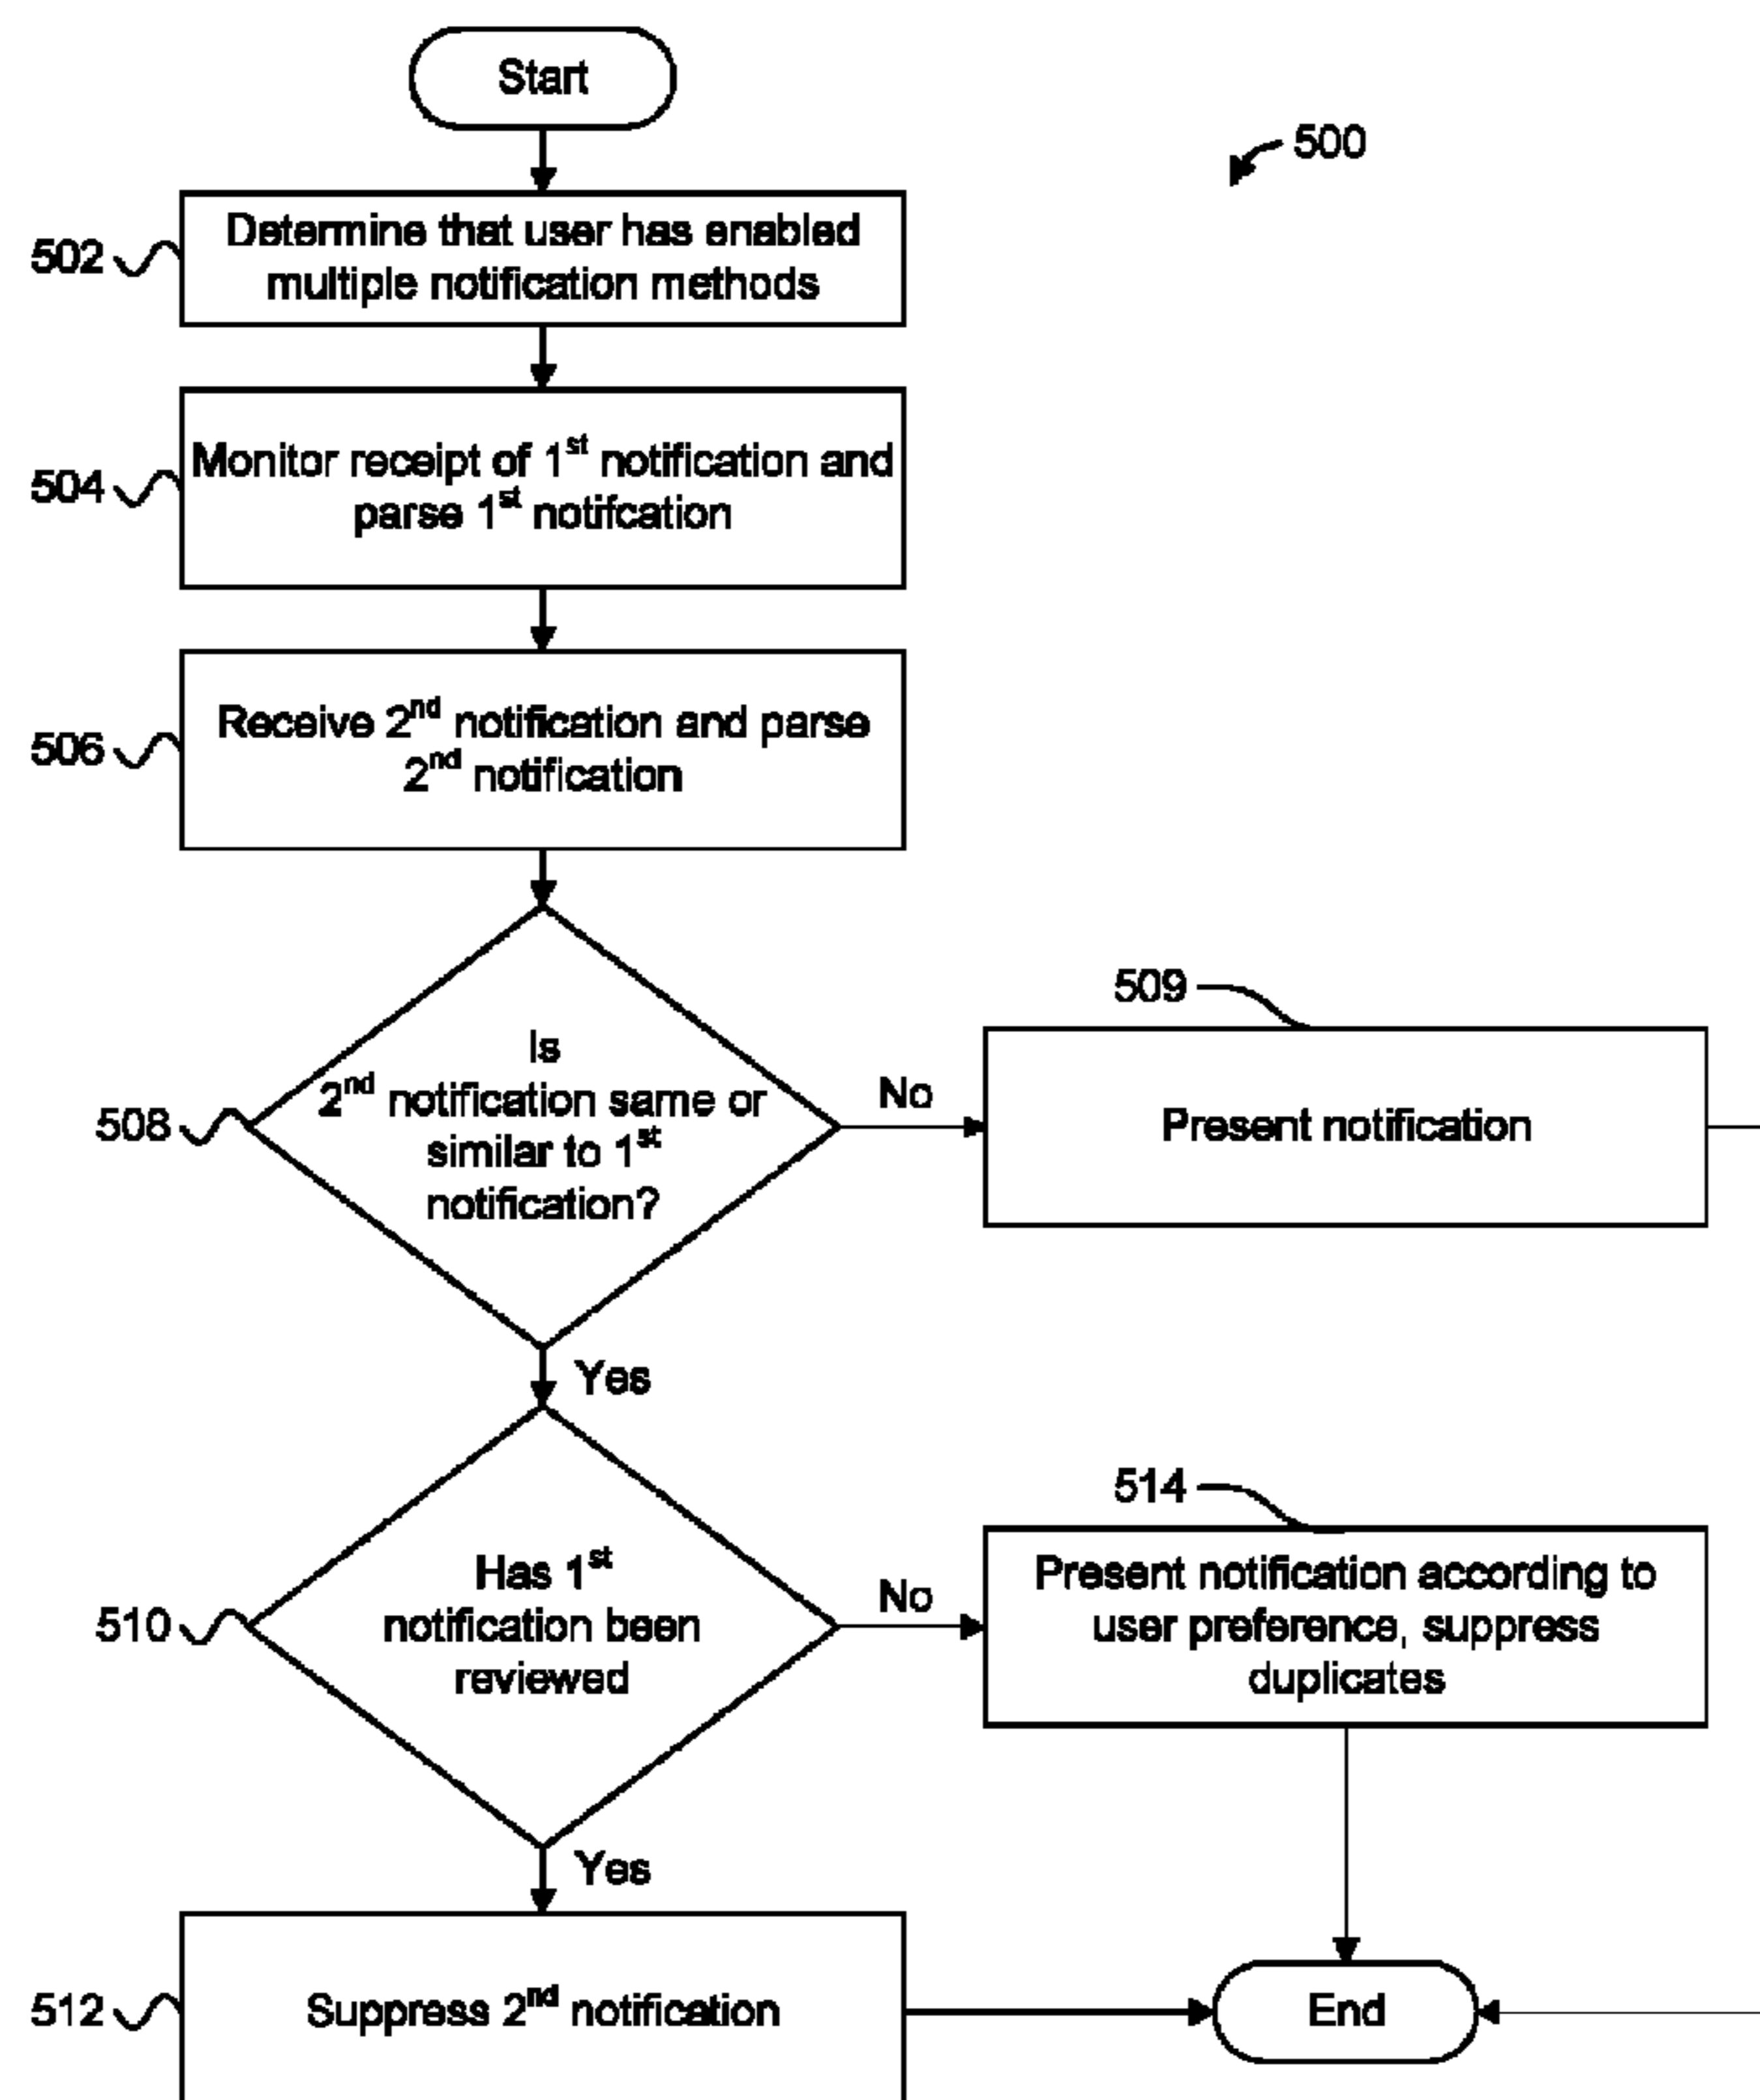 Start
500
502
Determine that user has enabled
multiple notification methods
504
Monitor receipt of 1st notification and
parse 1st notifcation
506
Receive 2nd notification and parse
2nd notification
509
508
Is
2nd notification same or
similar to 1st
notification?
No
Present notification
Yes
514
510
Has 1st
notification been
reviewed
No
Present notification according to
user preference, suppress
duplicates
Yes
512
Suppress 2nd notification
End